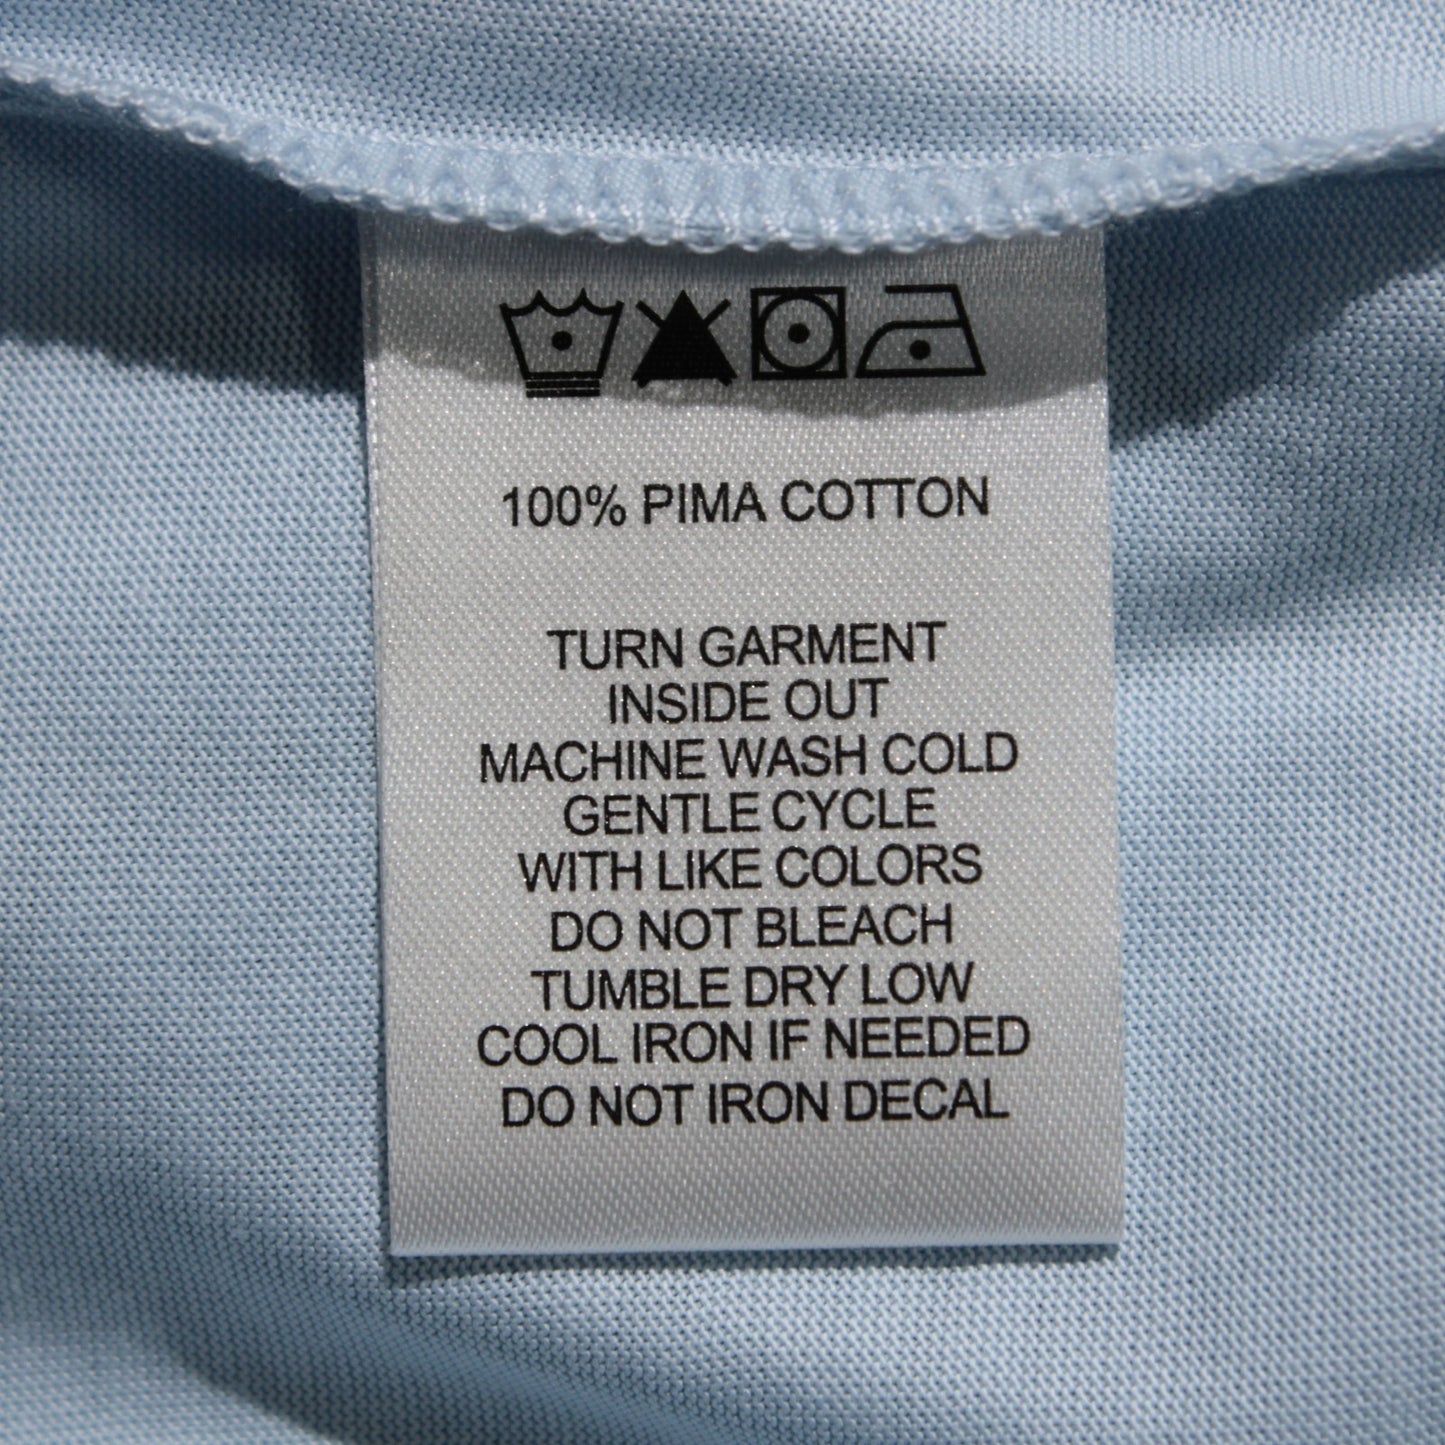 100% PIMA COTTON
TURN GARMENT
INSIDE OUT
MACHINE WASH COLD
GENTLE CYCLE
WITH LIKE COLORS
DO NOT BLEACH
TUMBLE DRY LOW
COOL IRON IF NEEDED
DO NOT IRON DECAL